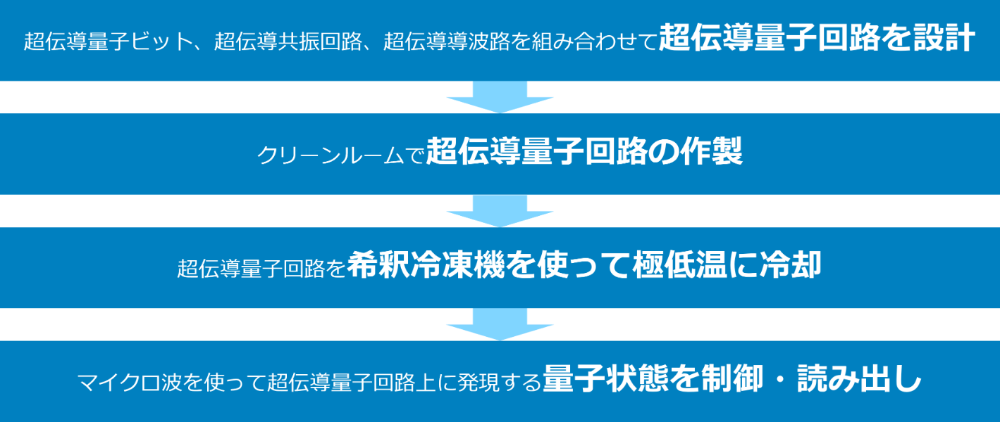 超伝導量子ビット、超伝導共振回路、超伝導導波路を組み合わせて超伝導量子回路を設計
クリーンルームで超伝導量子回路の作製
超伝導量子回路を希釈冷凍機を使って極低温に冷却
マイクロ波を使って超伝導量子回路上に発現する量子状態を制御・読み出し